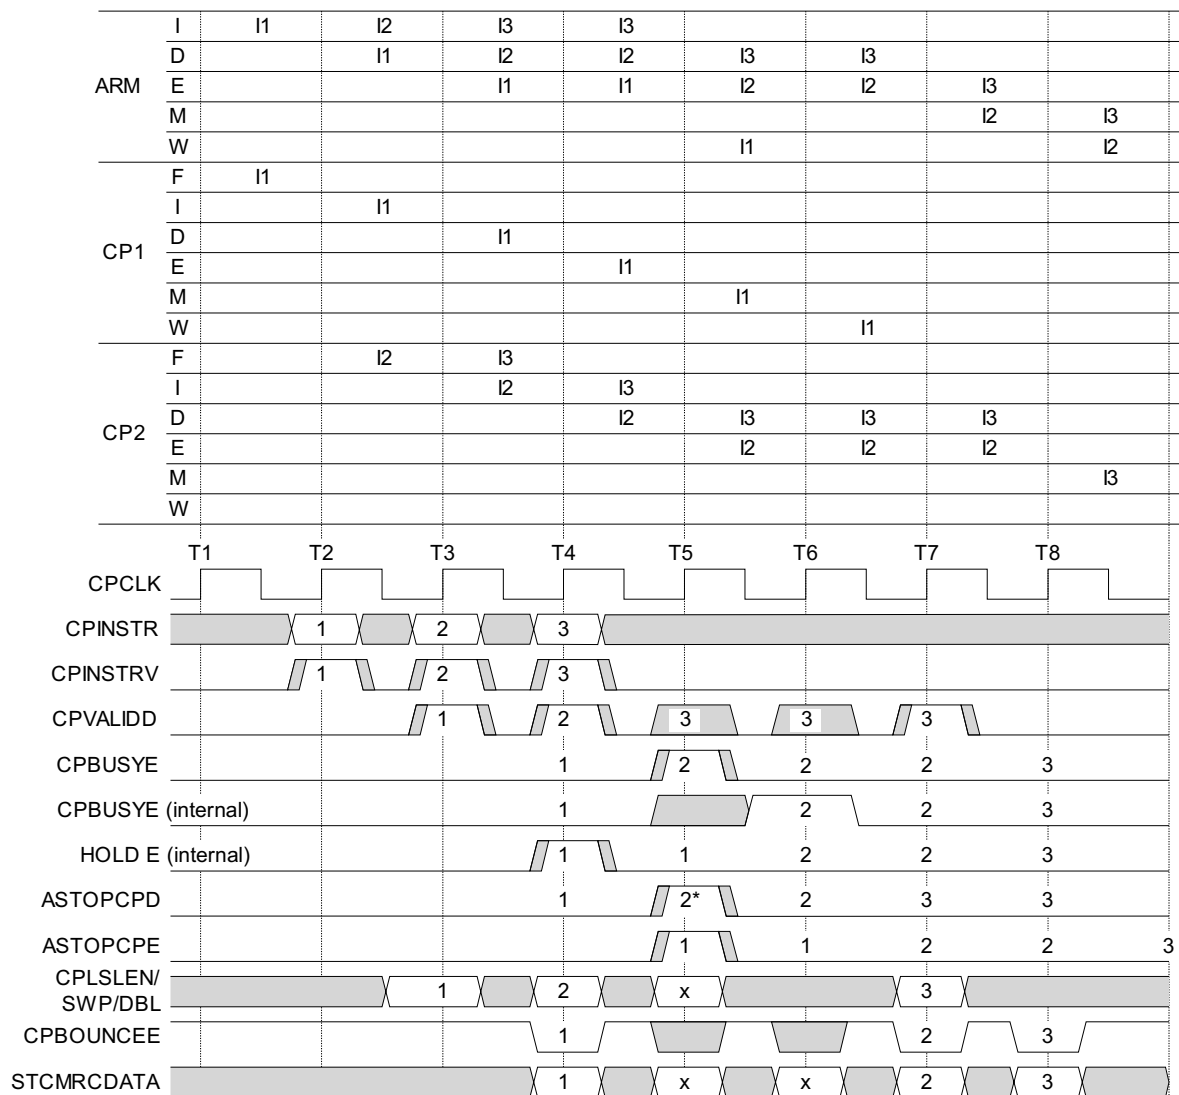 I I1 I2 I3 I3
D I1 I2 I2 I3 I3
ARM E I1 I1 I2 I2 I3
M I2 I3
W I1 I2
F I1
I I1
D I1
CP1
E I1
M I1
W I1
F I2 I3
I I2 I3
D I2 I3 I3 I3
CP2
E I2 I2 I2
M I3
W
T1 T2 T3 T4 T5 T6 T7 T8
CPCLK
CPINSTR 1 2 3
CPINSTRV 1 2 3
CPVALIDD 1 2 3 3 3
CPBUSYE 1 2 2 2 3
CPBUSYE (internal) 1 2 2 3
HOLD E (internal) 1 1 2 2 3
ASTOPCPD 1 2* 2 3 3
ASTOPCPE 1 1 2 2 3
CPLSLEN/
SWP/DBL 1 2 x 3
CPBOUNCEE 1 2 3
STCMRCDATA 1 x x 2 3